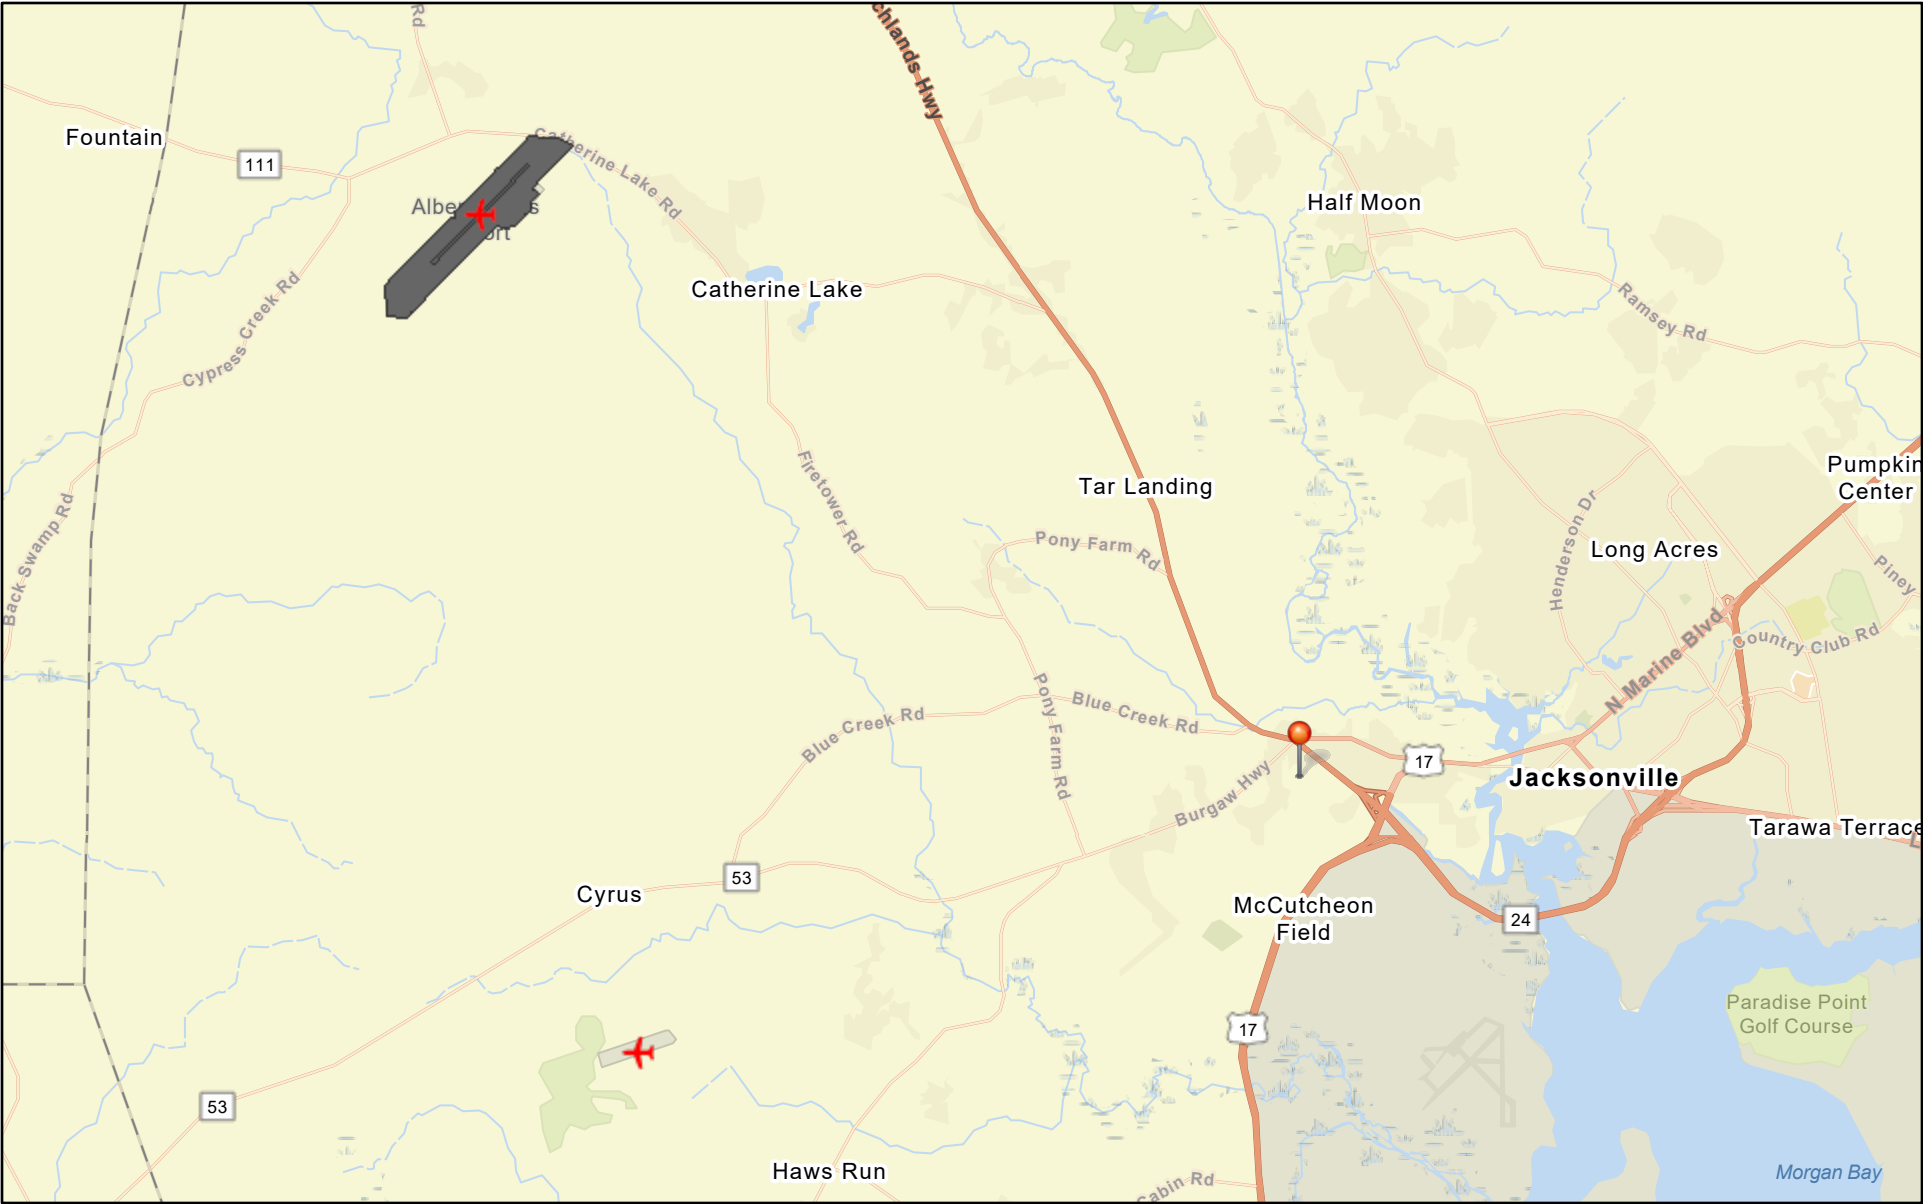 Rd
chlands Hwy
Fountain
111
Catherine Lake Rd
Half Moon
Catherine Lake
Cypress Creek Rd
Ramsey Rd
Firetower Rd
Tar Landing
Pumpkin
Center
Back Swamp Rd
Pony Farm Rd
Henderson Dr
Long Acres
Piney
Country Club Rd
N Marine Blvd
Pony Farm Rd
Blue Creek Rd
Blue Creek Rd
17
Burgaw Hwy
Jacksonville
Tarawa Terrace
53
Cyrus
McCutcheon
Field
24
Paradise Point
Golf Course
17
53
Haws Run
Cabin Rd
Morgan Bay